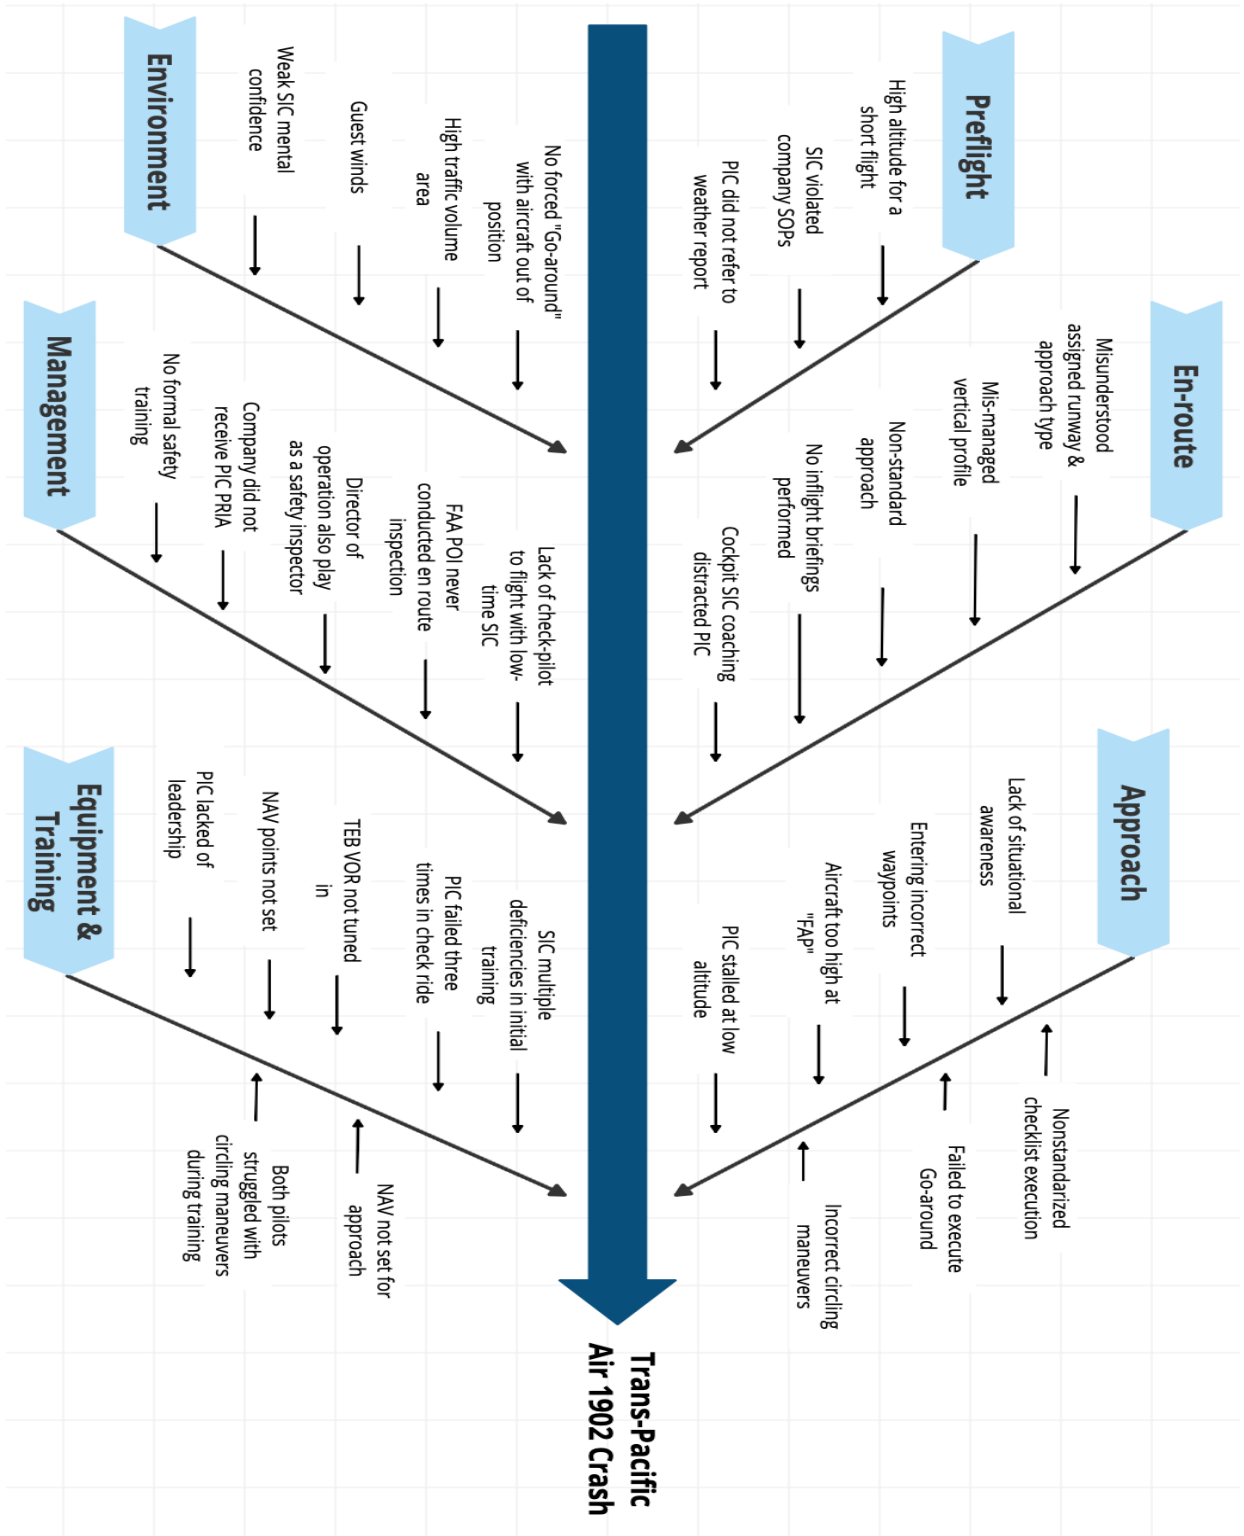 Preflight
High altitude for a
short flight
SIC violated
company SOPs
PIC did not refer to
weather report
En-route
Misunderstood
assigned runway &
approach type
Mis-managed
vertical profile
Non-standard
approach
No inflight briefings
performed
Cockpit SIC coaching
distracted PIC
Approach
Lack of situational
awareness
Entering incorrect
waypoints
Aircraft too high at
"FAP"
PIC stalled at low
altitude
Nonstandarized
checklist execution
Failed to execute
Go-around
Incorrect circling
maneuvers
Trans-Pacific
Air 1902 Crash
Environment
Weak SIC mental
confidence
Guest winds
High traffic volume
area
No forced "Go-around"
with aircraft out of
position
Management
No formal safety
training
Company did not
receive PIC PRIA
Director of
operation also play
as a safety inspector
FAA POI never
conducted en route
inspection
Lack of check-pilot
to flight with low-
time SIC
Equipment &
Training
PIC lacked of
leadership
NAV points not set
TEB VOR not tuned
in
PIC failed three
times in check ride
SIC multiple
deficiencies in initial
training
Both pilots
struggled with
circling maneuvers
during training
NAV not set for
approach